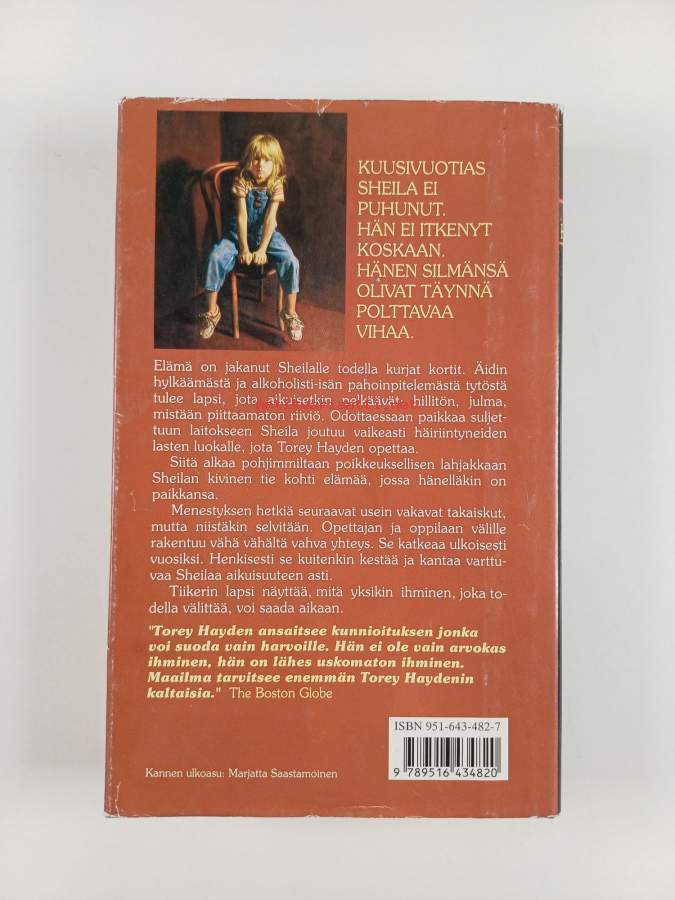 KUUSIVUOTIAS
SHEILA EI
PUHUNUT.
HÄN EI ITKENYT
KOSKAAN.
HÄNEN SILMÄNSÄ
OLIVAT TÄYNNÄ
POLTTAVAA
VIHAA.
Elämä on jakanut Sheilalle todella kurjat kortit. Äidin
hylkäämästä ja alkoholisti-isän pahoinpitelemästä tytöstä
tulee lapsi, jota aikuisetkin pelkäävät: hillitön, julma,
mistään piittaamaton riiviö. Odottaessaan paikkaa suljet-
tuun laitokseen Sheila joutuu vaikeasti häiriintyneiden
lasten luokalle, jota Torey Hayden opettaa.
Siitä alkaa pohjimmiltaan poikkeuksellisen lahjakkaan
Sheilan kivinen tie kohti elämää, jossa hänelläkin on
paikkansa.
Menestyksen hetkiä seuraavat usein vakavat takaiskut,
mutta niistäkin selvitään. Opettajan ja oppilaan välille
rakentuu vähä vähältä vahva yhteys. Se katkeaa ulkoisesti
vuosiksi. Henkisesti se kuitenkin kestää ja kantaa varttu-
vaa Sheilaa aikuisuuteen asti.
Tiikerin lapsi näyttää, mitä yksikin ihminen, joka to-
della välittää, voi saada aikaan.
"Torey Hayden ansaitsee kunnioituksen jonka
voi suoda vain harvoille. Hän ei ole vain arvokas
ihminen, hän on lähes uskomaton ihminen.
Maailma tarvitsee enemmän Torey Haydenin
kaltaisia." The Boston Globe
ISBN 951-643-482-7
9 789516 434820
Kannen ulkoasu: Marjatta Saastamoinen